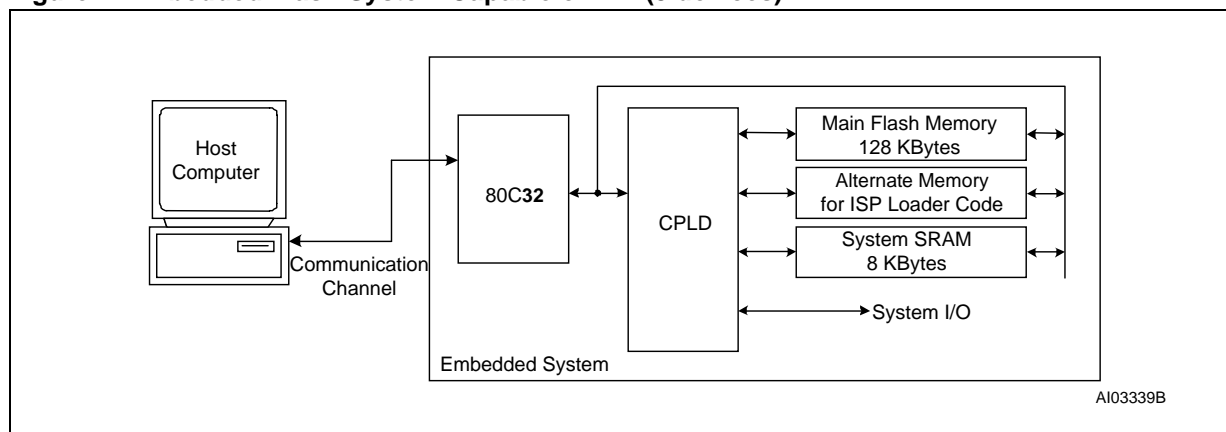 Host
Computer
Communication
Channel
80C32
CPLD
Main Flash Memory
128 KBytes
Alternate Memory
for ISP Loader Code
System SRAM
8 KBytes
System I/O
Embedded System
AI03339B